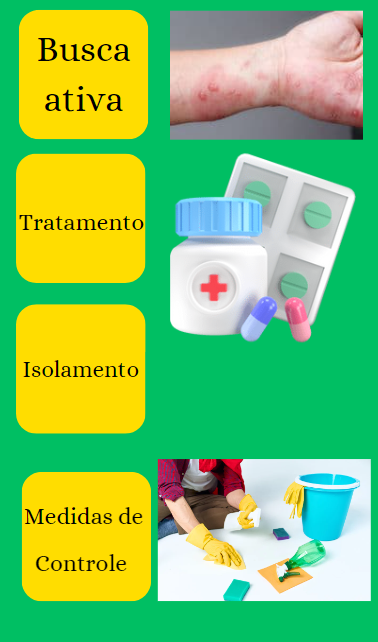 Busca
ativa
Tratamento
Isolamento
Medidas de
Controle